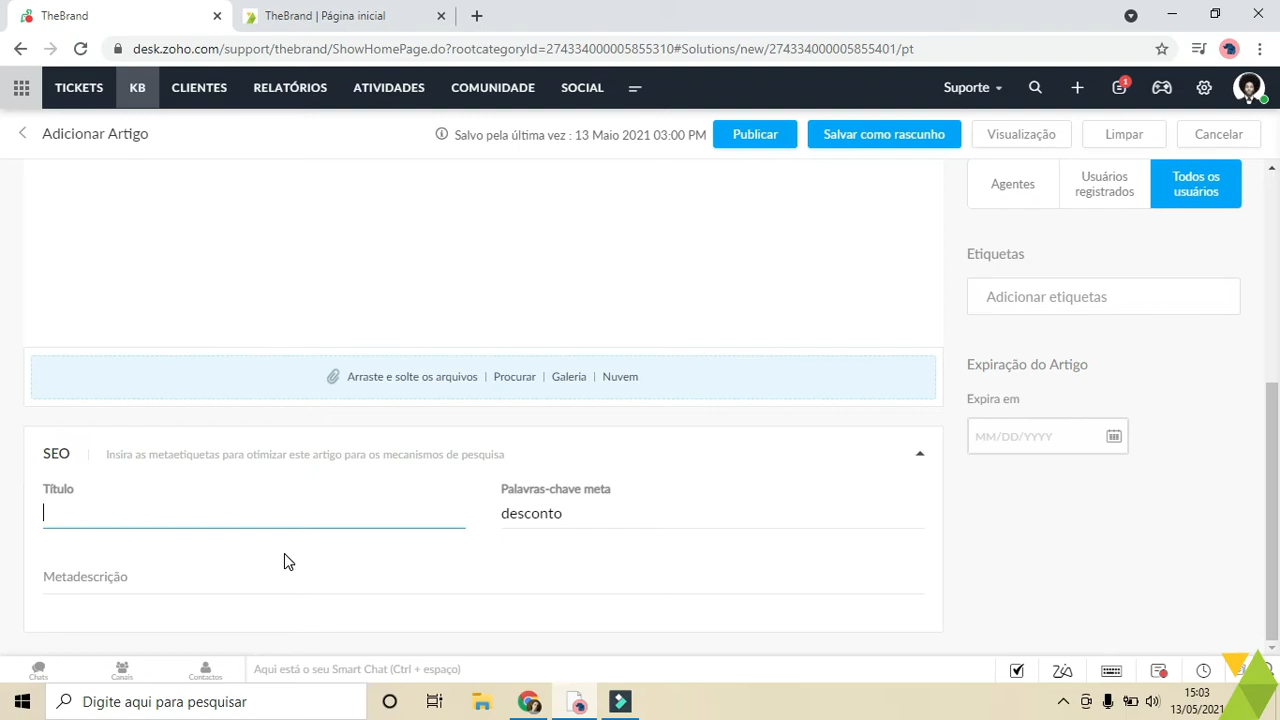 TheBrand
TheBrand | Página inicial
desk.zoho.com/support/thebrand/ShowHomePage.do?rootcategoryId=274334000005855310#Solutions/new/274334000005855401/pt
TICKETS
KB
CLIENTES
RELATÓRIOS
ATIVIDADES
COMUNIDADE
SOCIAL
Suporte
1
Adicionar Artigo
Salvo pela última vez : 13 Maio 2021 03:00 PM
Publicar
Salvar como rascunho
Visualização
Limpar
Cancelar
Agentes
Usuários
registrados
Todos os
usuários
Etiquetas
Adicionar etiquetas
Arraste e solte os arquivos | Procurar | Galeria | Nuvem
Expiração do Artigo
Expira em
MM/DD/YYYY
SEO
Insira as metaetiquetas para otimizar este artigo para os mecanismos de pesquisa
Título
Palavras-chave meta
desconto
Metadescrição
Chats
Canais
Contactos
Aqui está o seu Smart Chat (Ctrl + espaço)
Digite aqui para pesquisar
15:03
13/05/2021